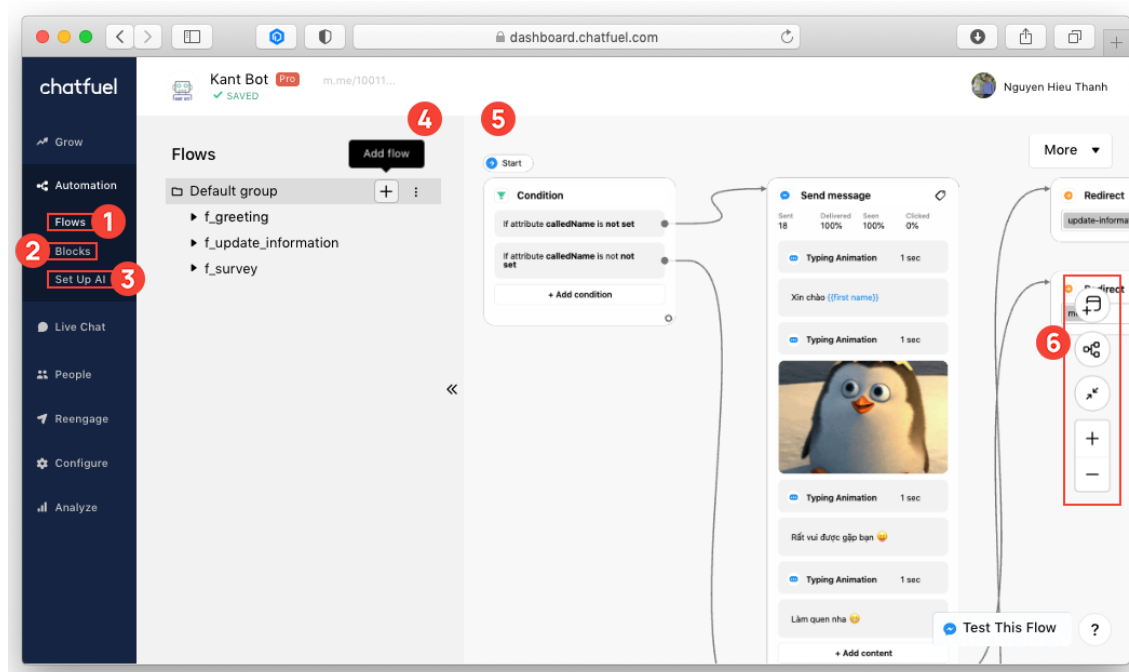 dashboard.chatfuel.com
chatfuel
Kant Bot Pro
SAVED
m.me/10011...
Nguyen Hieu Thanh
Grow
Automation
Flows 1
2 Blocks
Set Up AI 3
Live Chat
People
Reengage
Configure
Analyze
4
Flows
Add flow
Default group
f_greeting
f_update_information
f_survey
5
Start
More
Condition
If attribute calledName is not set
If attribute calledName is not not
set
+ Add condition
Send message
Sent Delivered Seen Clicked
18 100% 100% 0%
Typing Animation 1 sec
Xin chào {{first name}}
Typing Animation 1 sec
Typing Animation 1 sec
Rất vui được gặp bạn 😛
Typing Animation 1 sec
Làm quen nha 😊
+ Add content
Redirect
update-informa
Redirect
6
Test This Flow
?